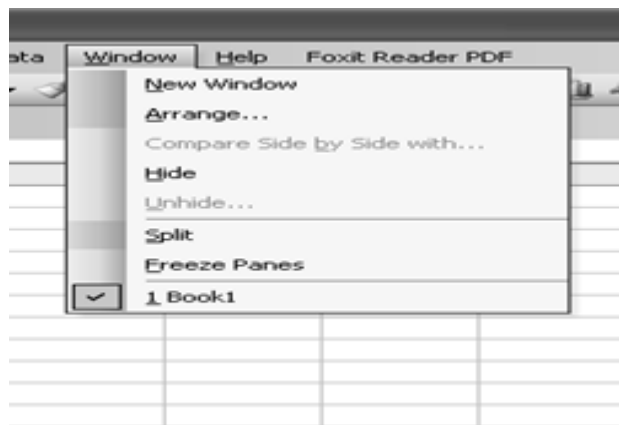 ata Window Help Foxit Reader PDF
New Window
Arrange...
Compare Side by Side with...
Hide
Unhide...
Split
Freeze Panes
1 Book1